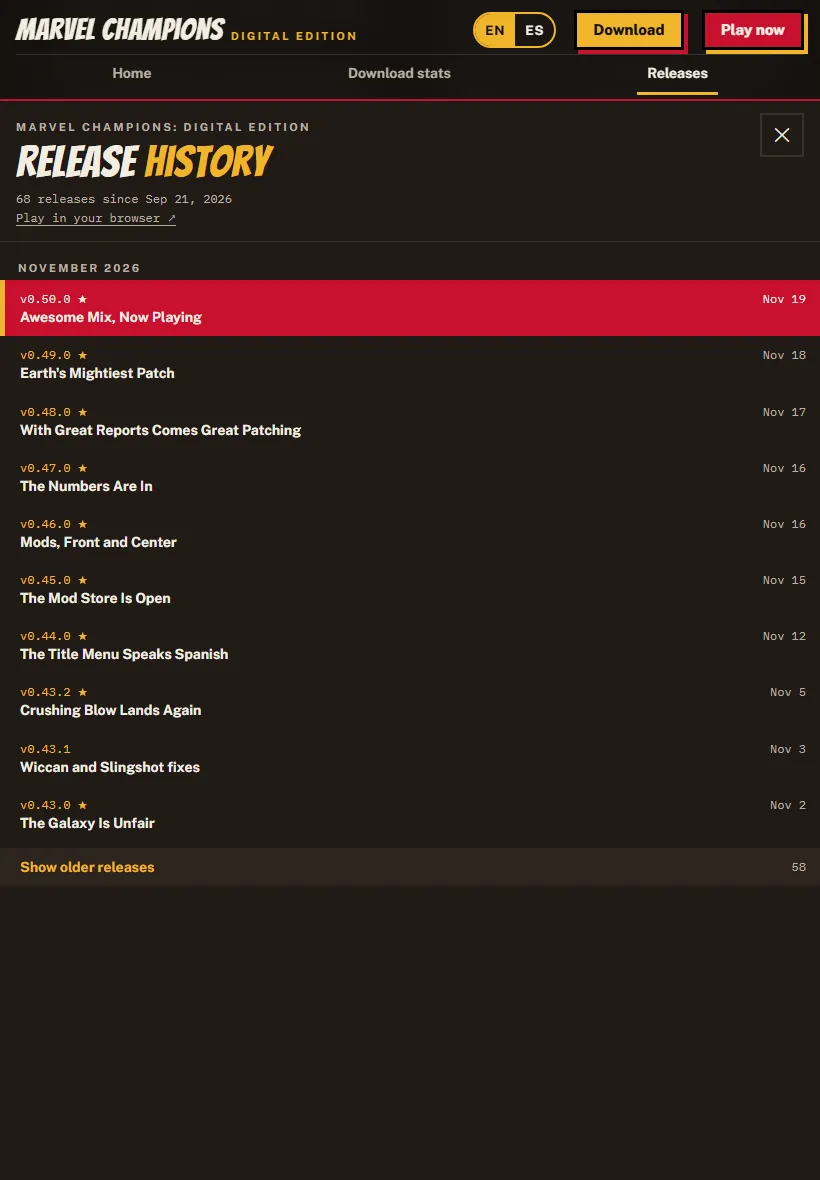 MARVEL CHAMPIONS DIGITAL EDITION
EN ES
Download
Play now
Home Download stats Releases
MARVEL CHAMPIONS: DIGITAL EDITION
RELEASE HISTORY
68 releases since Sep 21, 2026
Play in your browser ↗
NOVEMBER 2026
v0.50.0 ★ Nov 19
Awesome Mix, Now Playing
v0.49.0 ★ Nov 18
Earth's Mightiest Patch
v0.48.0 ★ Nov 17
With Great Reports Comes Great Patching
v0.47.0 ★ Nov 16
The Numbers Are In
v0.46.0 ★ Nov 16
Mods, Front and Center
v0.45.0 ★ Nov 15
The Mod Store Is Open
v0.44.0 ★ Nov 12
The Title Menu Speaks Spanish
v0.43.2 ★ Nov 5
Crushing Blow Lands Again
v0.43.1 Nov 3
Wiccan and Slingshot fixes
v0.43.0 ★ Nov 2
The Galaxy Is Unfair
Show older releases 58